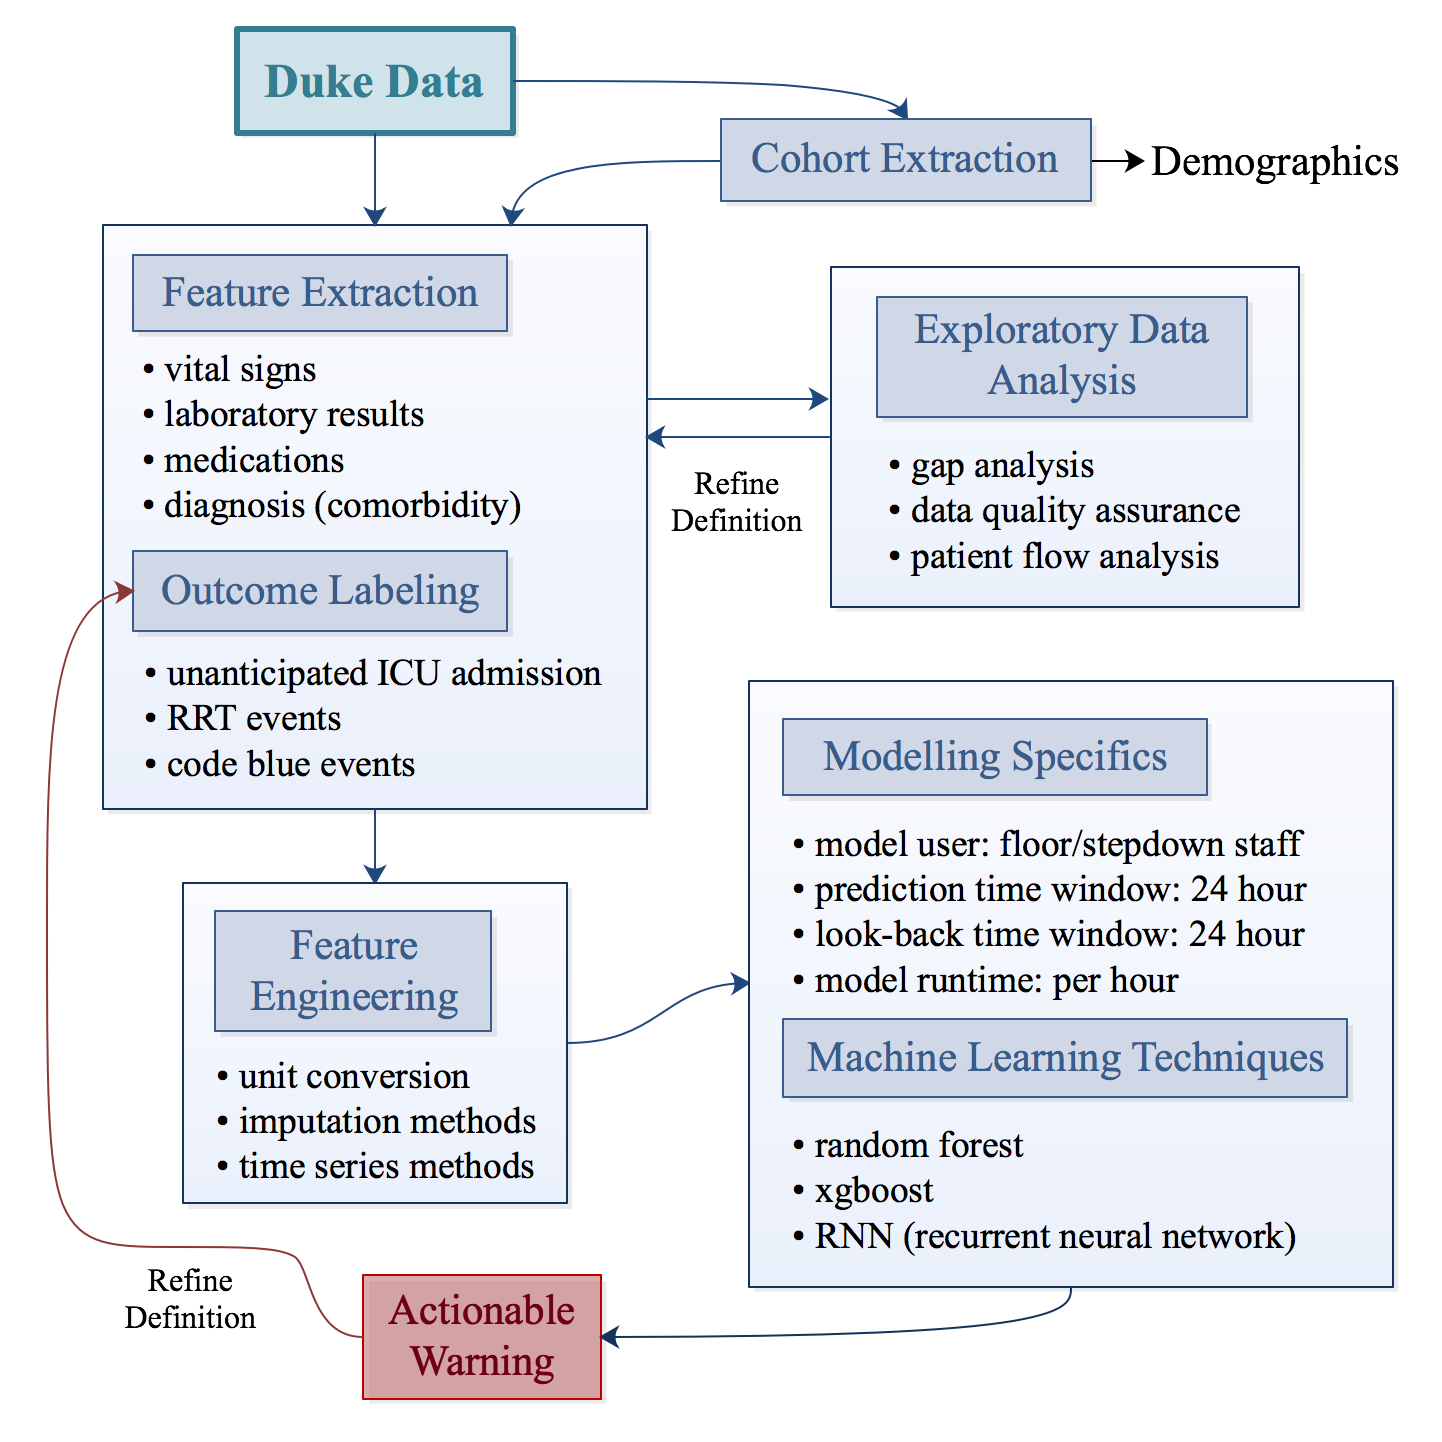 Duke Data
Cohort Extraction
Demographics
Feature Extraction
• vital signs
• laboratory results
• medications
• diagnosis (comorbidity)
Outcome Labeling
• unanticipated ICU admission
• RRT events
• code blue events
Refine
Definition
Exploratory Data
Analysis
• gap analysis
• data quality assurance
• patient flow analysis
Feature
Engineering
• unit conversion
• imputation methods
• time series methods
Modelling Specifics
• model user: floor/stepdown staff
• prediction time window: 24 hour
• look-back time window: 24 hour
• model runtime: per hour
Machine Learning Techniques
• random forest
• xgboost
• RNN (recurrent neural network)
Refine
Definition
Actionable
Warning